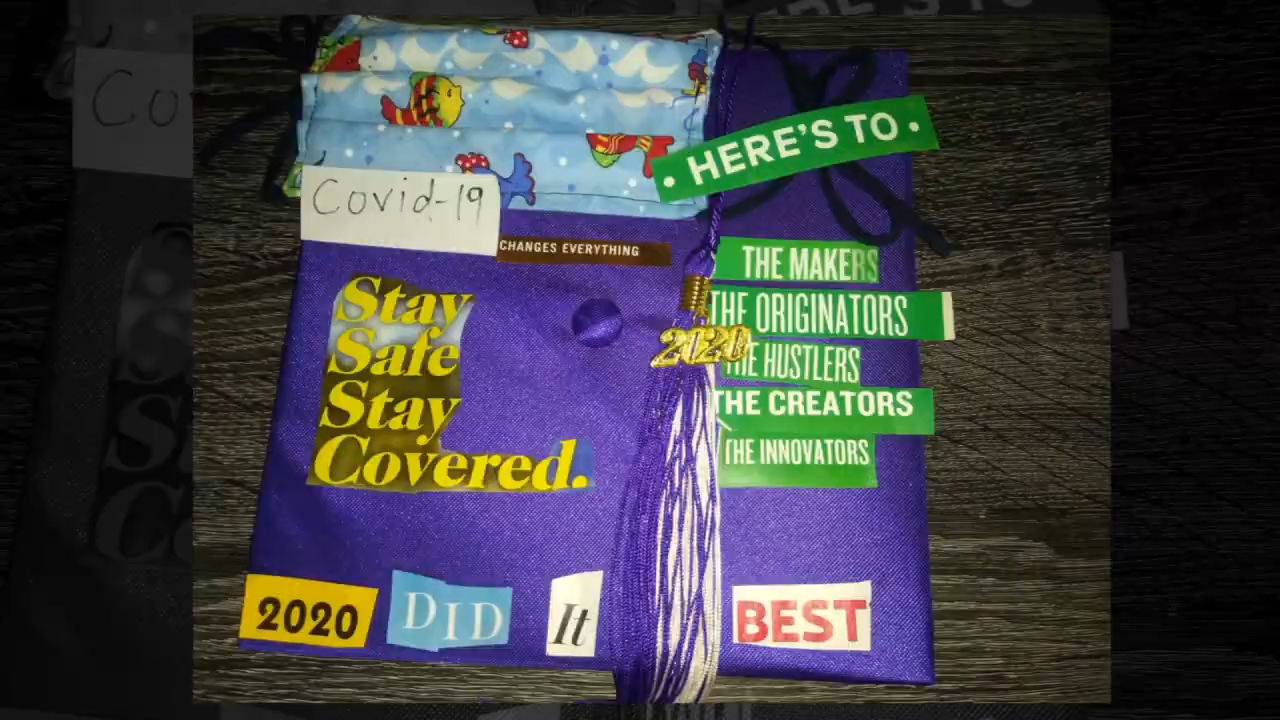 Covid-19
CHANGES EVERYTHING
Stay
Safe
Stay
Covered.
• HERE'S TO •
THE MAKERS
THE ORIGINATORS
THE HUSTLERS
THE CREATORS
THE INNOVATORS
2020
2020 DID It BEST